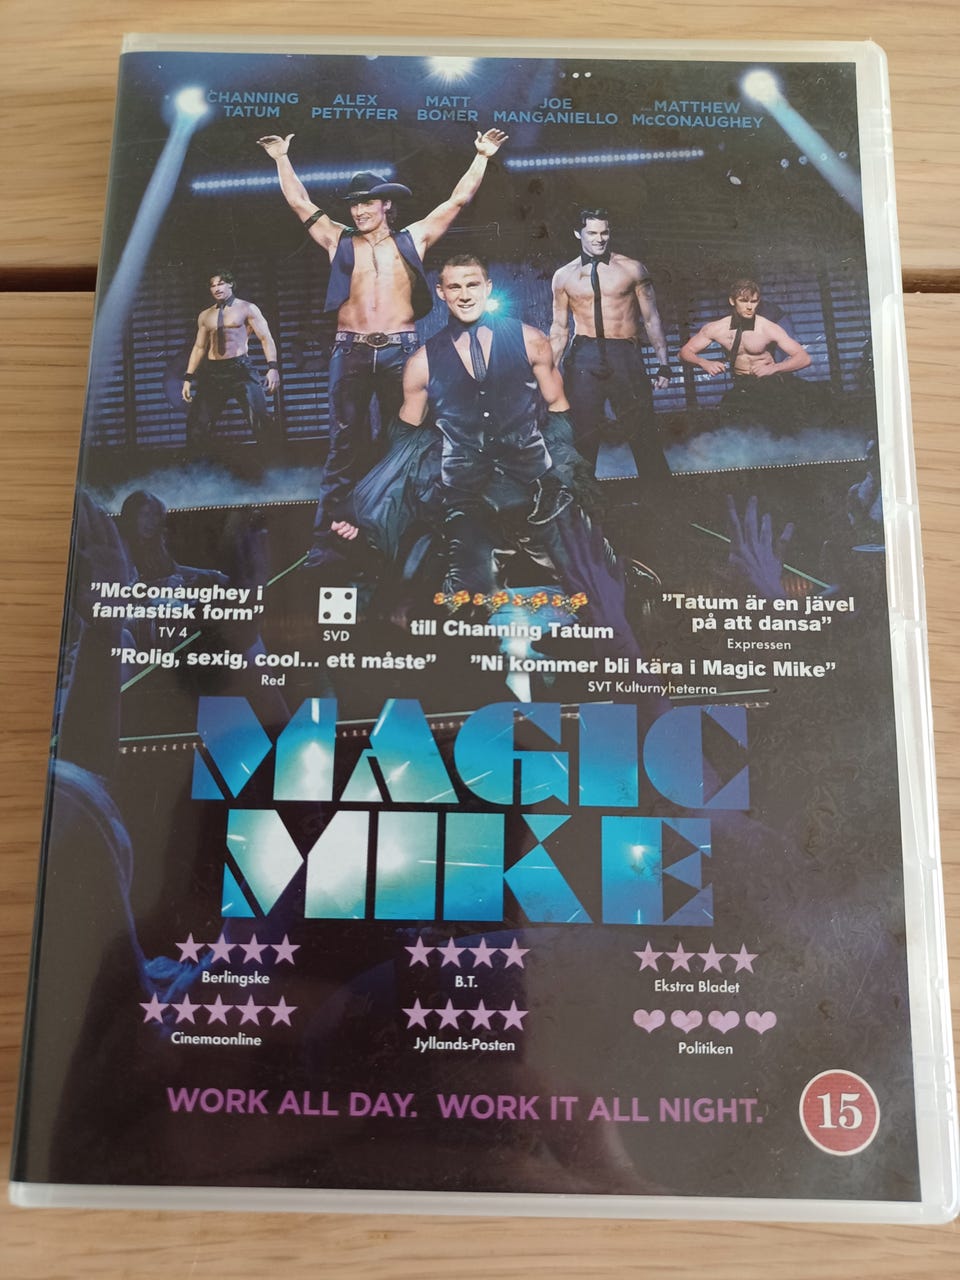 CHANNING TATUM
ALEX PETTYFER
MATT BOMER
JOE MANGANIELLO
MATTHEW McCONAUGHEY
”McConaughey i
fantastisk form”
TV 4
SVD
till Channing Tatum
”Tatum är en jävel
på att dansa”
Expressen
”Rolig, sexig, cool... ett måste”
Red
”Ni kommer bli kära i Magic Mike”
SVT Kulturnyheterna
MAGIC
MIKE
Berlingske
B.T.
Ekstra Bladet
Cinemaonline
Jyllands-Posten
Politiken
WORK ALL DAY. WORK IT ALL NIGHT.
15